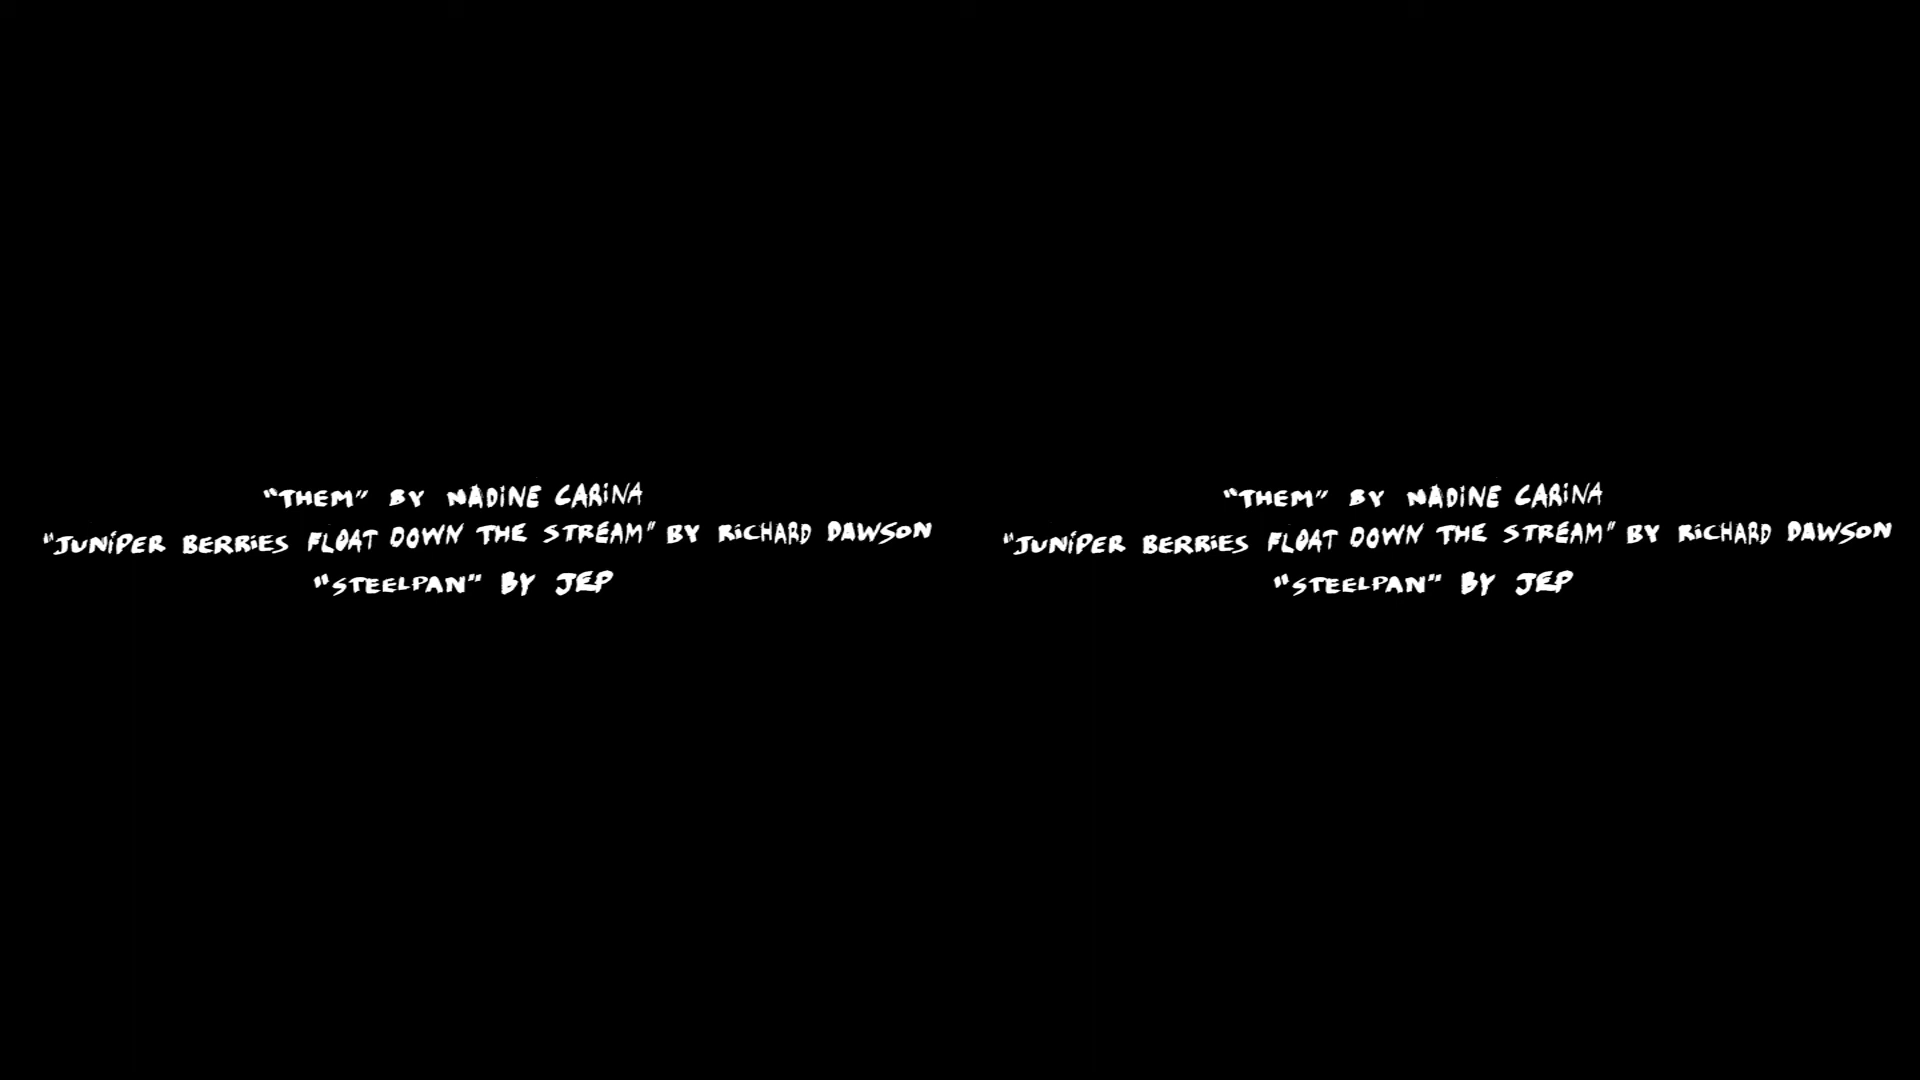 "THEM" BY NADINE CARINA
"JUNIPER BERRIES FLOAT DOWN THE STREAM" BY RICHARD DAWSON
"STEELPAN" BY JEP
"THEM" BY NADINE CARINA
"JUNIPER BERRIES FLOAT DOWN THE STREAM" BY RICHARD DAWSON
"STEELPAN" BY JEP